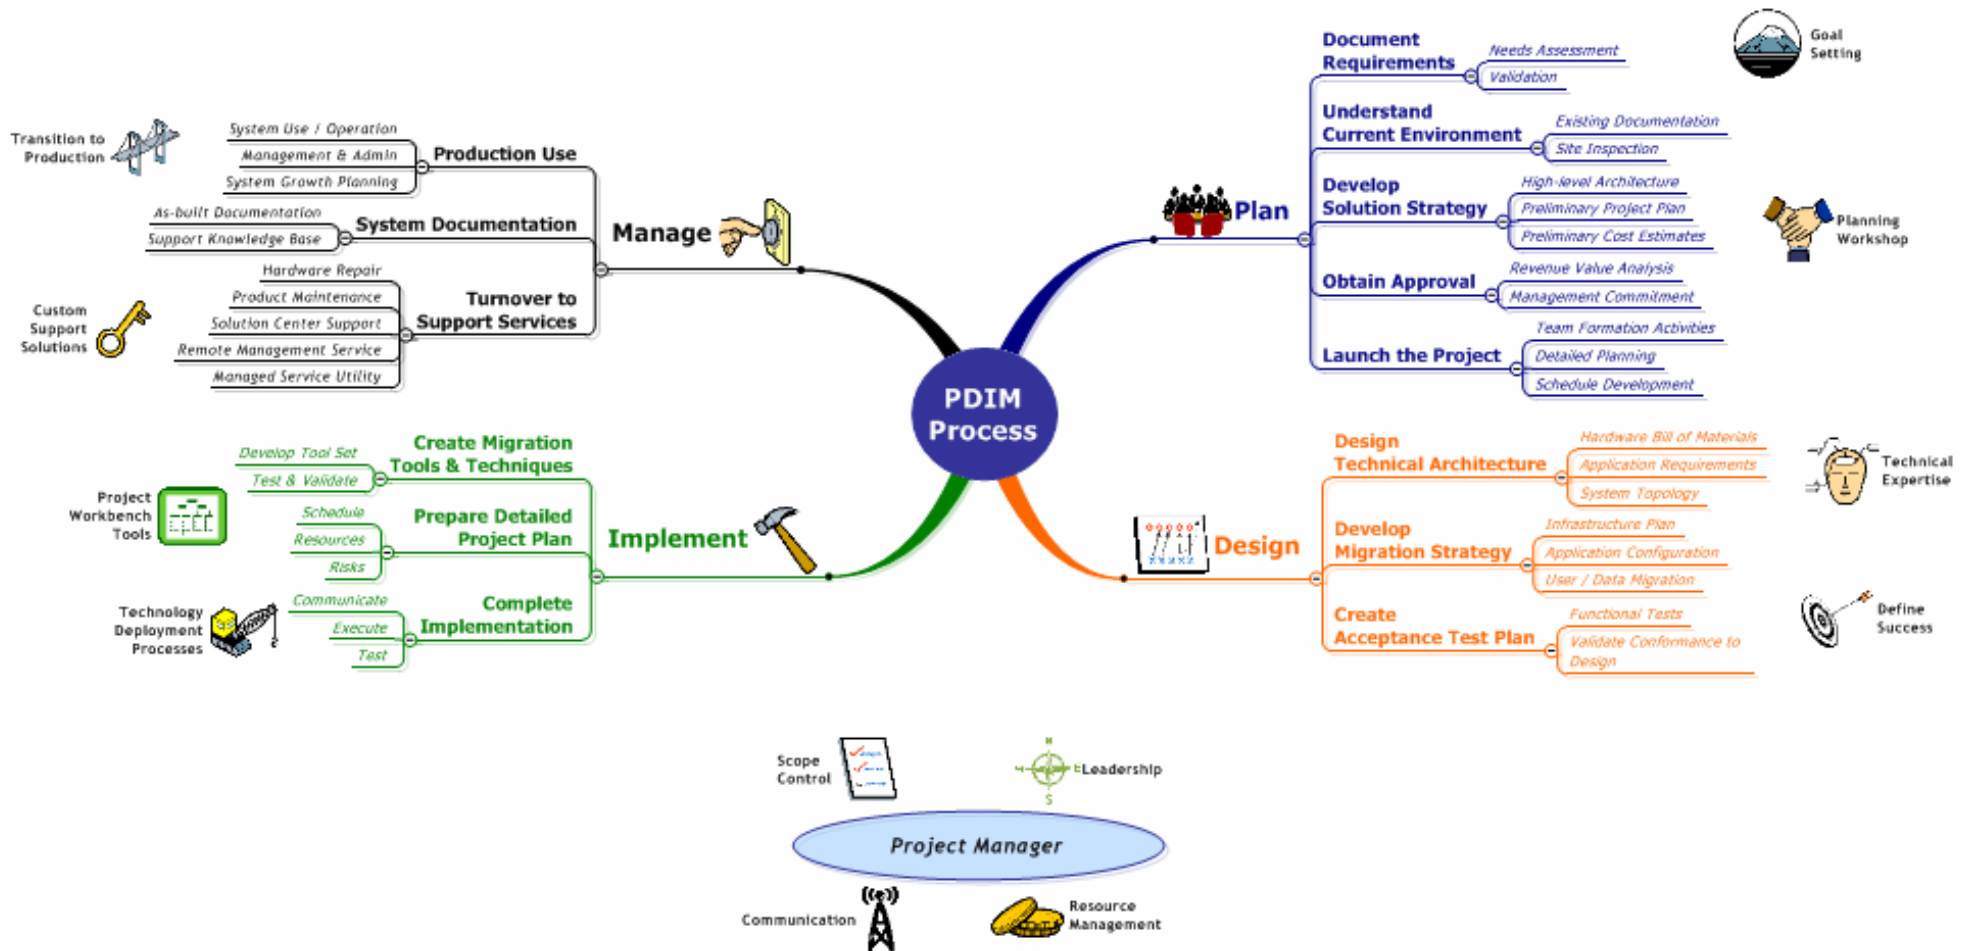 PDIM
Process
Plan
Document
Requirements
Needs Assessment
Validation
Understand
Current Environment
Existing Documentation
Site Inspection
Develop
Solution Strategy
High-level Architecture
Preliminary Project Plan
Preliminary Cost Estimates
Obtain Approval
Revenue Value Analysis
Management Commitment
Launch the Project
Team Formation Activities
Detailed Planning
Schedule Development
Goal
Setting
Planning
Workshop
Design
Design
Technical Architecture
Hardware Bill of Materials
Application Requirements
System Topology
Develop
Migration Strategy
Infrastructure Plan
Application Configuration
User / Data Migration
Create
Acceptance Test Plan
Functional Tests
Validate Conformance to
Design
Technical
Expertise
Define
Success
Implement
Create Migration
Tools & Techniques
Develop Tool Set
Test & Validate
Prepare Detailed
Project Plan
Schedule
Resources
Risks
Complete
Implementation
Communicate
Execute
Test
Project
Workbench
Tools
Technology
Deployment
Processes
Manage
Production Use
System Use / Operation
Management & Admin
System Growth Planning
System Documentation
As-built Documentation
Support Knowledge Base
Turnover to
Support Services
Hardware Repair
Product Maintenance
Solution Center Support
Remote Management Service
Managed Service Utility
Transition to
Production
Custom
Support
Solutions
Scope
Control
N
E
S
Leadership
Project Manager
Communication
Resource
Management